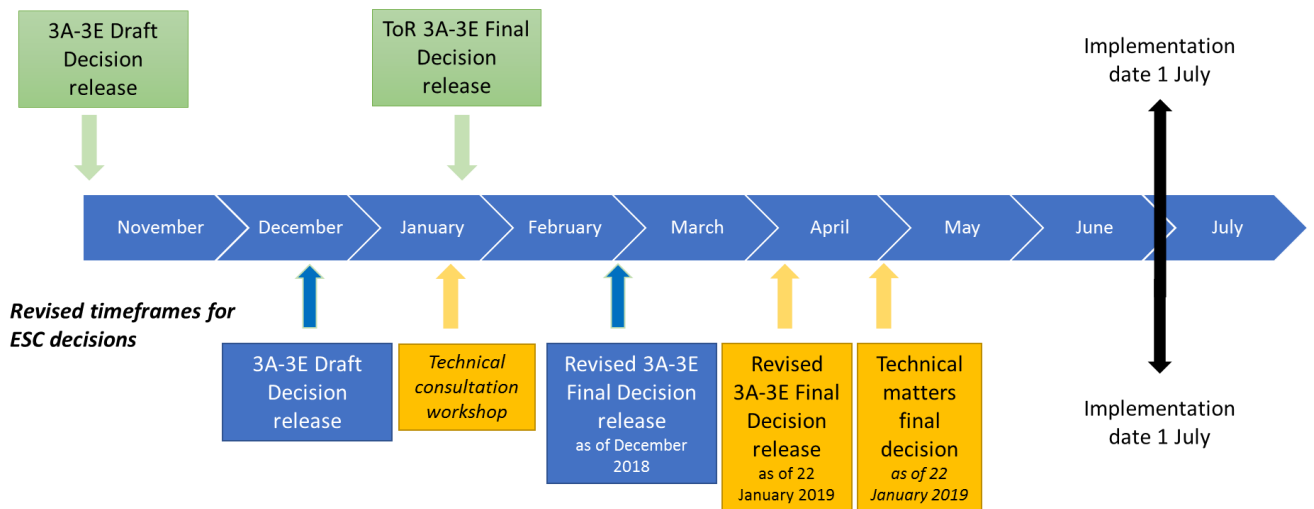 3A-3E Draft
Decision
release
ToR 3A-3E Final
Decision
release
Implementation
date 1 July
November
December
January
February
March
April
May
June
July
Revised timeframes for
ESC decisions
3A-3E Draft
Decision
release
Technical
consultation
workshop
Revised 3A-3E
Final Decision
release
as of December
2018
Revised
3A-3E Final
Decision
release
as of 22
January 2019
Technical
matters
final
decision
as of 22
January 2019
Implementation
date 1 July